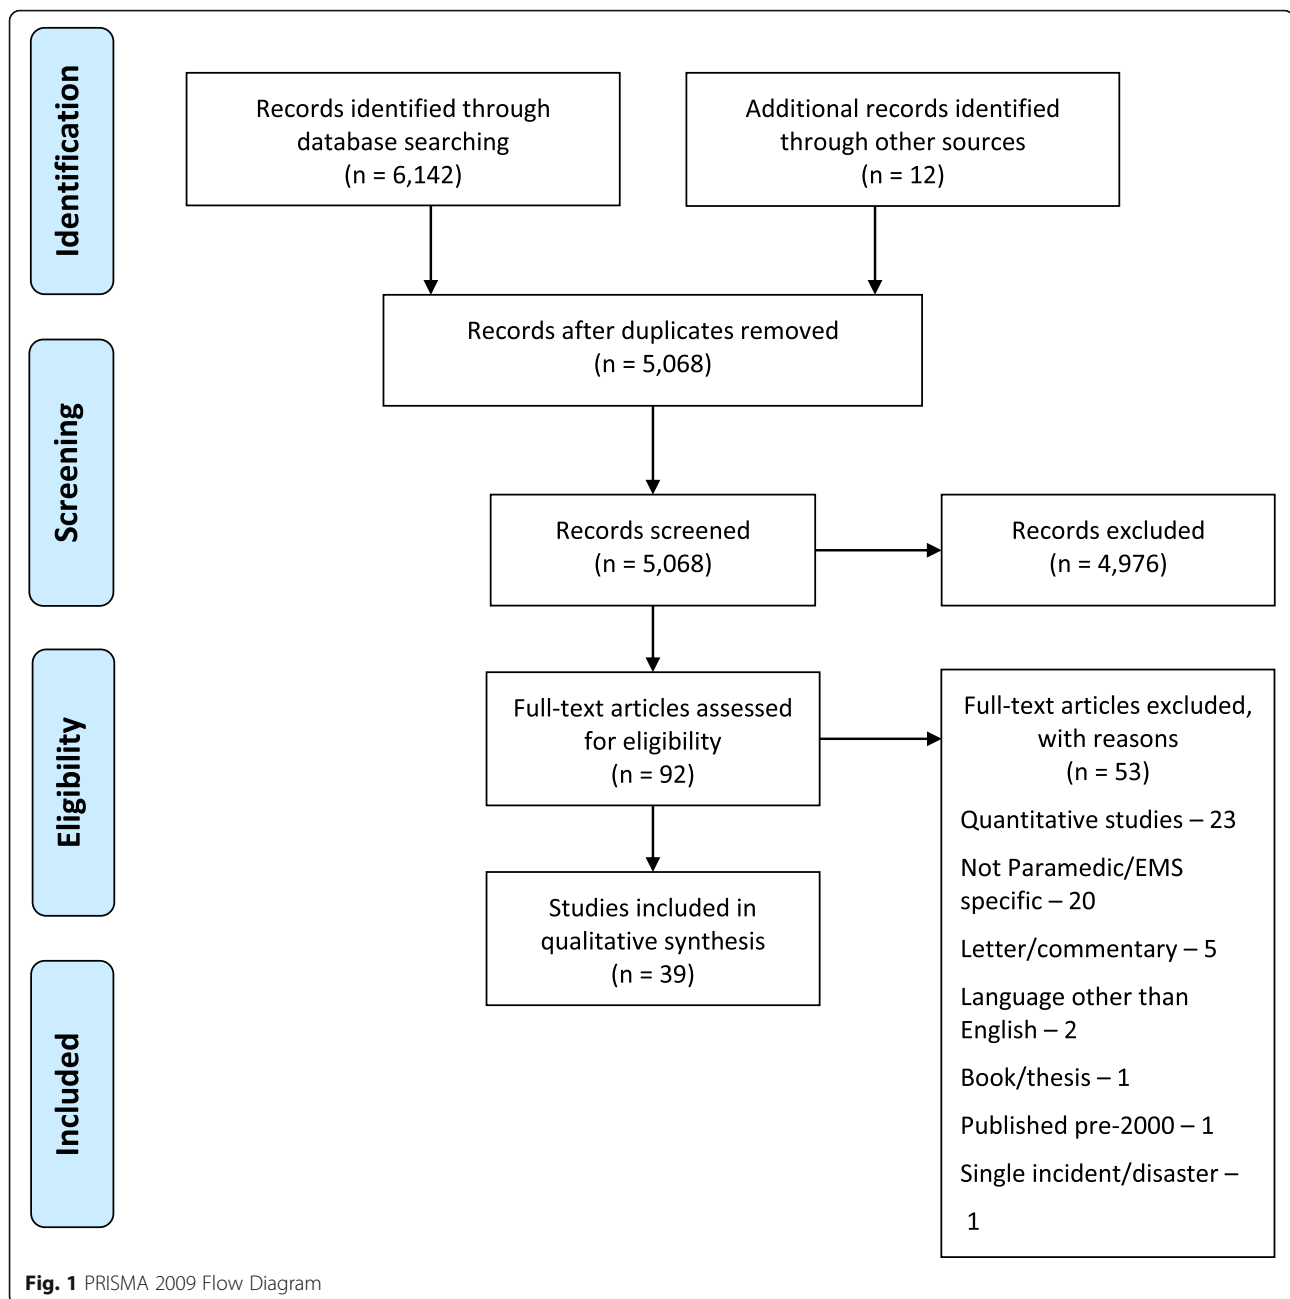 Identification
Records identified through
database searching
(n = 6,142)
Additional records identified
through other sources
(n = 12)
Records after duplicates removed
(n = 5,068)
Screening
Records screened
(n = 5,068)
Records excluded
(n = 4,976)
Eligibility
Full-text articles assessed
for eligibility
(n = 92)
Full-text articles excluded,
with reasons
(n = 53)
Quantitative studies – 23
Not Paramedic/EMS
specific – 20
Letter/commentary – 5
Language other than
English – 2
Book/thesis – 1
Published pre-2000 – 1
Single incident/disaster –
1
Included
Studies included in
qualitative synthesis
(n = 39)
Fig. 1 PRISMA 2009 Flow Diagram